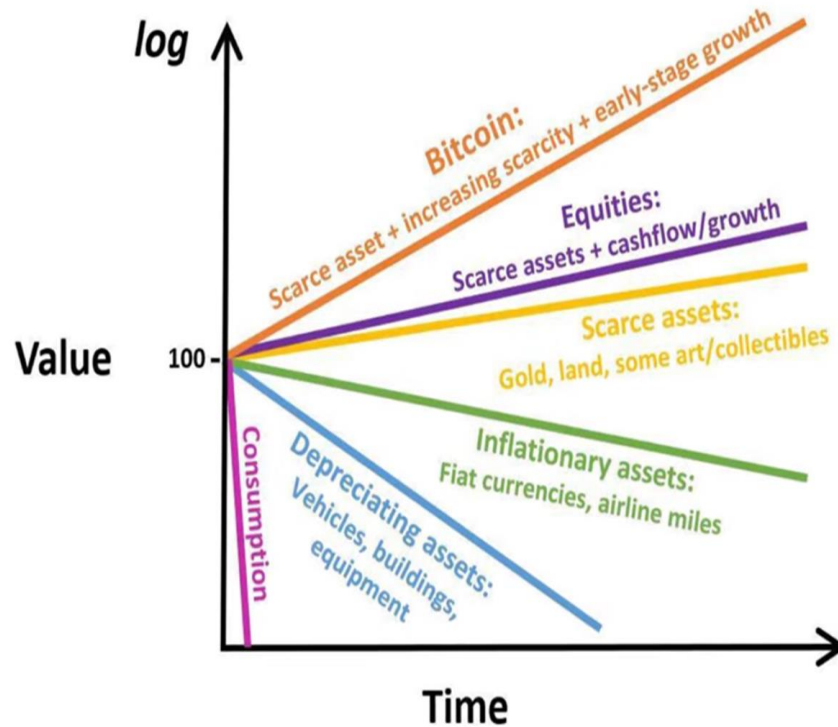 log
Bitcoin:
Scarce asset + increasing scarcity + early-stage growth
Equities:
Scarce assets + cashflow/growth
Scarce assets:
Gold, land, some art/collectibles
Value
100
Inflationary assets:
Fiat currencies, airline miles
Depreciating assets:
Vehicles, buildings,
equipment
Consumption
Time